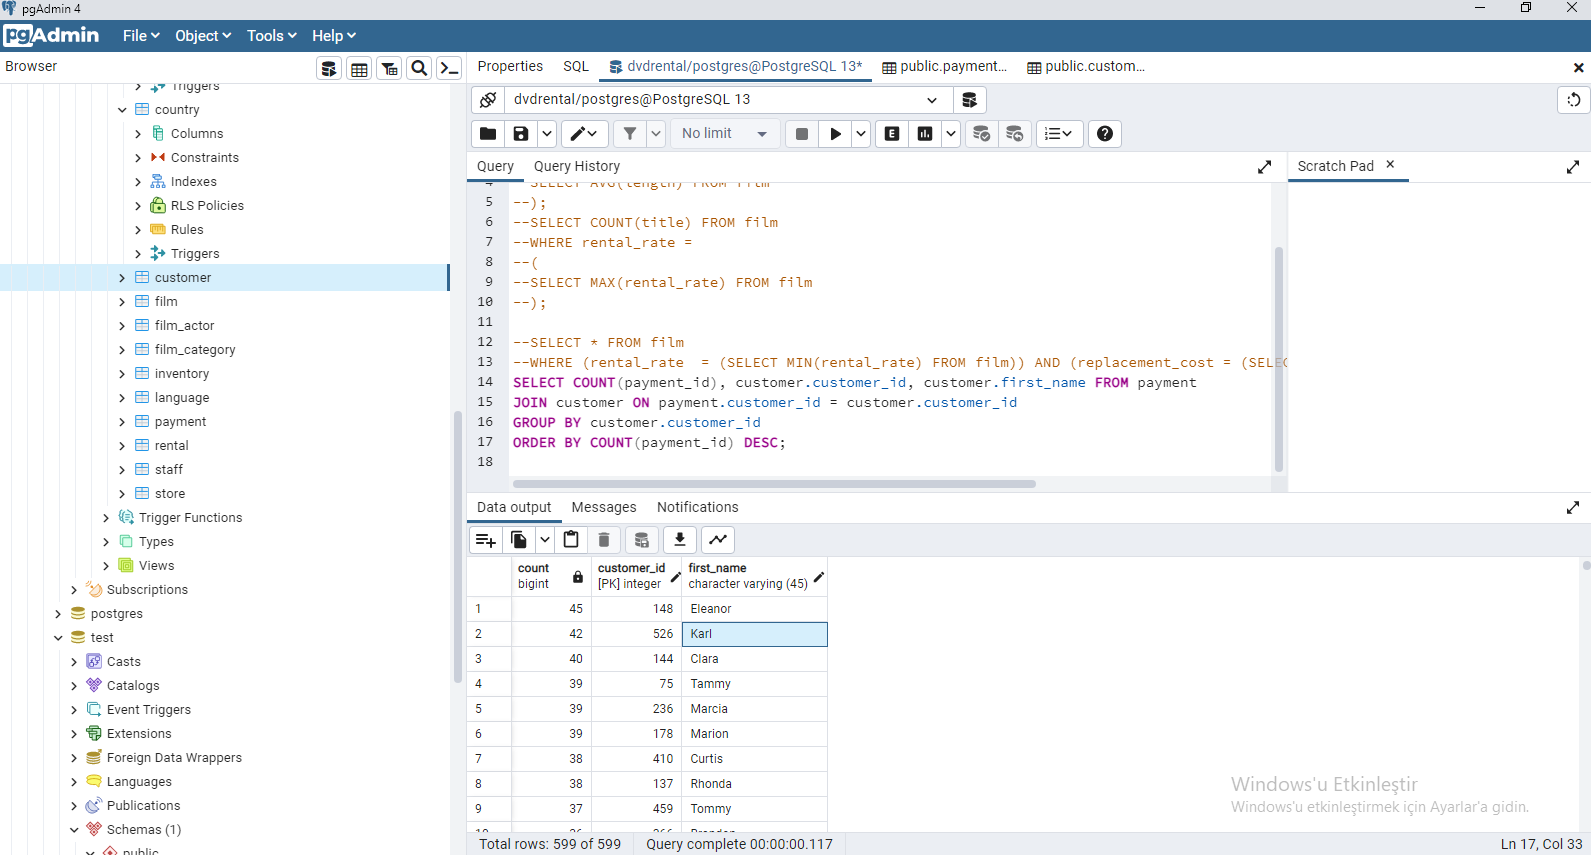 pgAdmin 4
pgAdmin File Object Tools Help
Browser
Properties SQL dvdrental/postgres@PostgreSQL 13* public.payment... public.custom...
dvdrental/postgres@PostgreSQL 13
No limit
Query Query History
Scratch Pad
Triggers
country
Columns
Constraints
Indexes
RLS Policies
Rules
Triggers
customer
film
film_actor
film_category
inventory
language
payment
rental
staff
store
Trigger Functions
Types
Views
Subscriptions
postgres
test
Casts
Catalogs
Event Triggers
Extensions
Foreign Data Wrappers
Languages
Publications
Schemas (1)
public
4 --SELECT AVG(length) FROM film
5 --);
6 --SELECT COUNT(title) FROM film
7 --WHERE rental_rate =
8 --(
9 --SELECT MAX(rental_rate) FROM film
10 --);
11
12 --SELECT * FROM film
13 --WHERE (rental_rate  = (SELECT MIN(rental_rate) FROM film)) AND (replacement_cost = (SELEC
14 SELECT COUNT(payment_id), customer.customer_id, customer.first_name FROM payment
15 JOIN customer ON payment.customer_id = customer.customer_id
16 GROUP BY customer.customer_id
17 ORDER BY COUNT(payment_id) DESC;
18
Data output Messages Notifications
count customer_id first_name
bigint [PK] integer character varying (45)
1 45 148 Eleanor
2 42 526 Karl
3 40 144 Clara
4 39 75 Tammy
5 39 236 Marcia
6 39 178 Marion
7 38 410 Curtis
8 38 137 Rhonda
9 37 459 Tommy
Windows'u Etkinleştir
Windows'u etkinleştirmek için Ayarlar'a gidin.
Total rows: 599 of 599 Query complete 00:00:00.117 Ln 17, Col 33